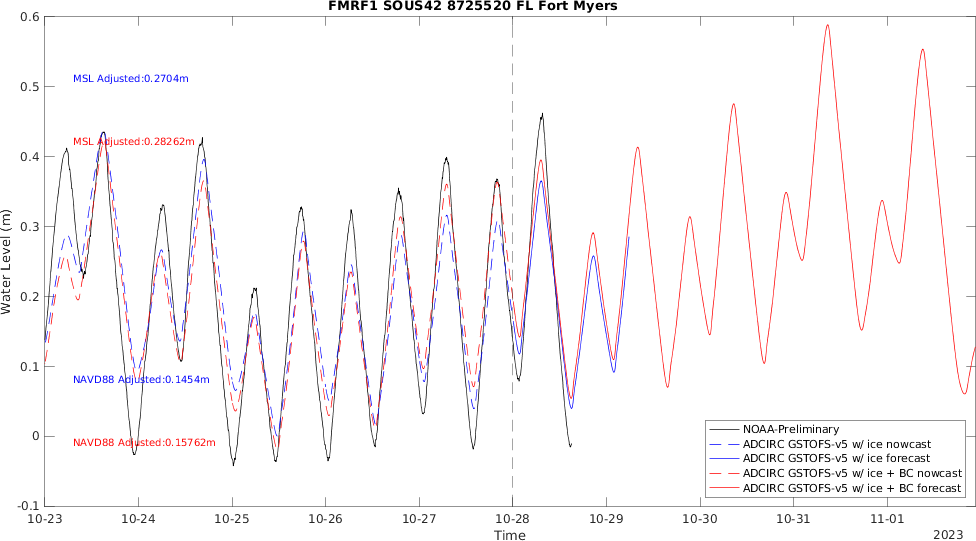 FMRF1 SOUS42 8725520 FL Fort Myers
0.6
0.5
0.4
0.3
0.2
0.1
0
-0.1
Water Level (m)
MSL Adjusted:0.2704m
MSL Adjusted:0.28262m
NAVD88 Adjusted:0.1454m
NAVD88 Adjusted:0.15762m
NOAA-Preliminary
ADCIRC GSTOFS-v5 w/ ice nowcast
ADCIRC GSTOFS-v5 w/ ice forecast
ADCIRC GSTOFS-v5 w/ ice + BC nowcast
ADCIRC GSTOFS-v5 w/ ice + BC forecast
10-23 10-24 10-25 10-26 10-27 10-28 10-29 10-30 10-31 11-01
Time
2023